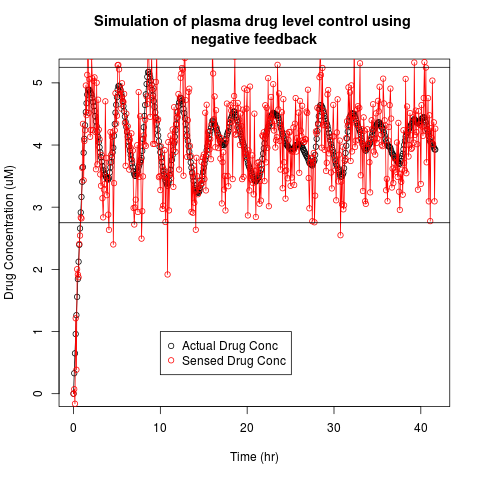 Simulation of plasma drug level control using
negative feedback
5
4
3
2
1
0
Drug Concentration (uM)
Actual Drug Conc
Sensed Drug Conc
0 10 20 30 40
Time (hr)